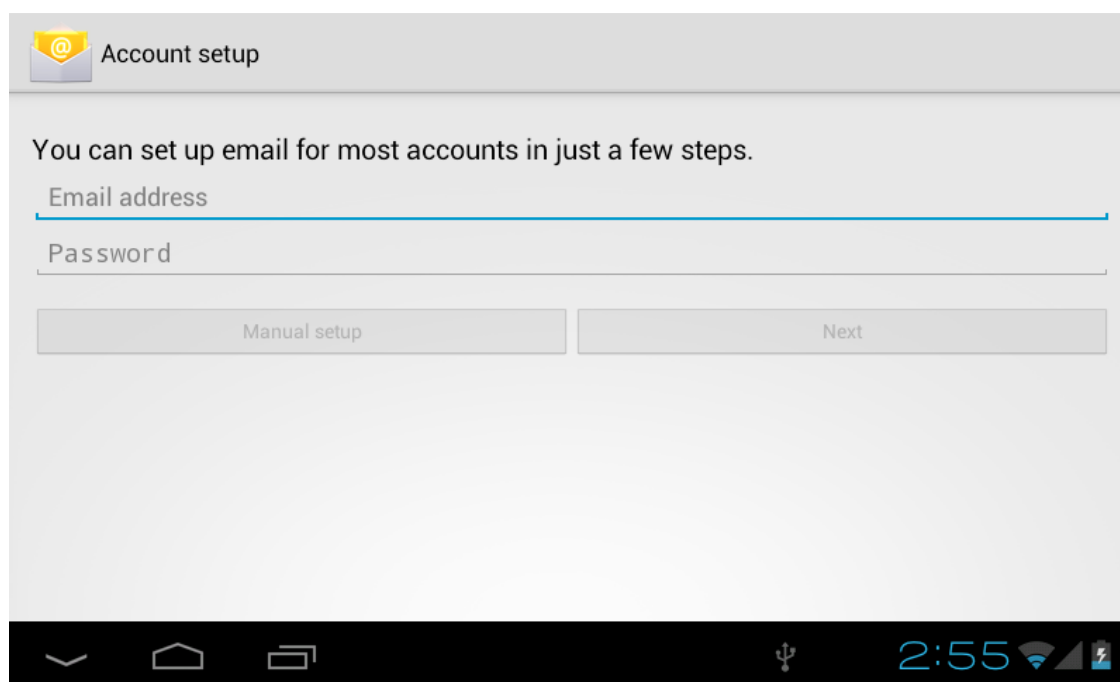 @ Account setup
You can set up email for most accounts in just a few steps.
Email address
Password
Manual setup Next
2:55